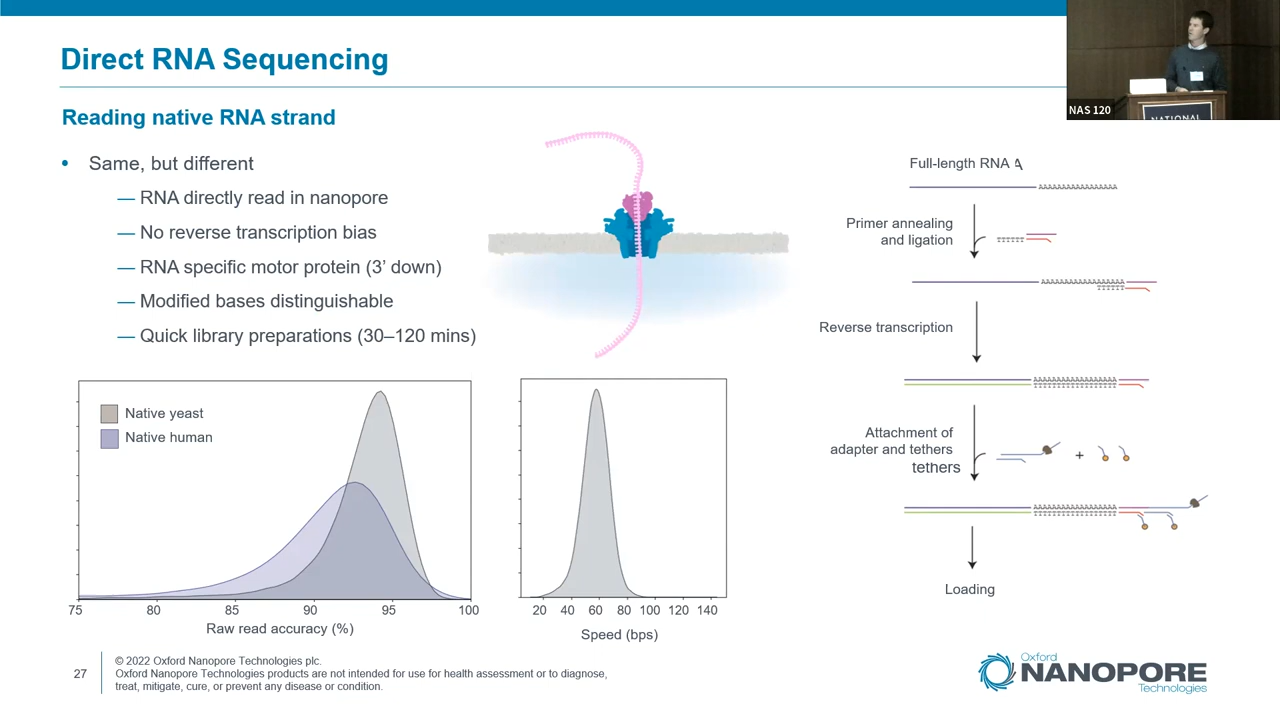 Direct RNA Sequencing
NAS 120
NATIONAL
Reading native RNA strand
• Same, but different
— RNA directly read in nanopore
— No reverse transcription bias
— RNA specific motor protein (3' down)
— Modified bases distinguishable
— Quick library preparations (30–120 mins)
Full-length RNA
Primer annealing
and ligation
Reverse transcription
Attachment of
adapter and tethers
tethers
+
Loading
Native yeast
Native human
75 80 85 90 95 100
Raw read accuracy (%)
20 40 60 80 100 120 140
Speed (bps)
27
© 2022 Oxford Nanopore Technologies plc.
Oxford Nanopore Technologies products are not intended for use for health assessment or to diagnose,
treat, mitigate, cure, or prevent any disease or condition.
Oxford
NANOPORE
Technologies